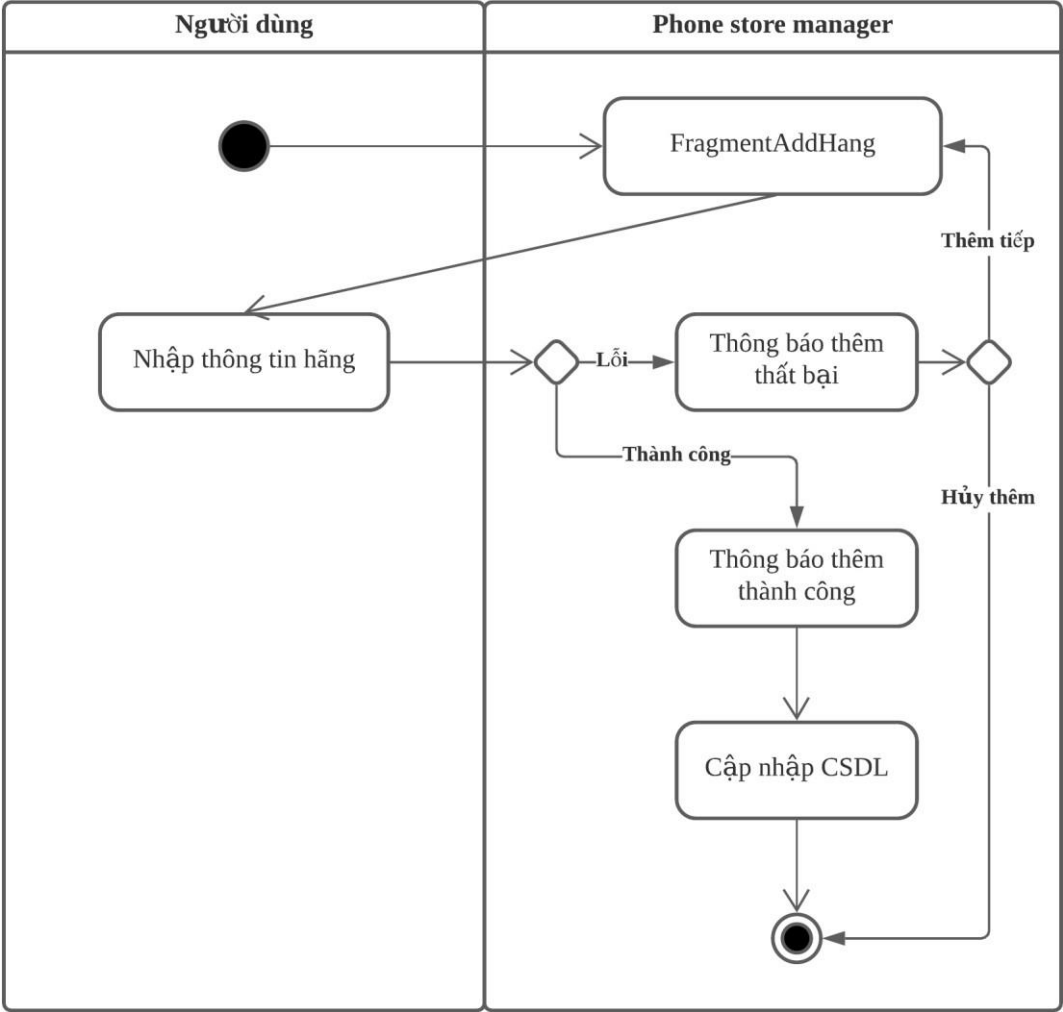 Người dùng
Phone store manager
FragmentAddHang
Thêm tiếp
Nhập thông tin hãng
Lỗi
Thông báo thêm
thất bại
Thành công
Hủy thêm
Thông báo thêm
thành công
Cập nhập CSDL